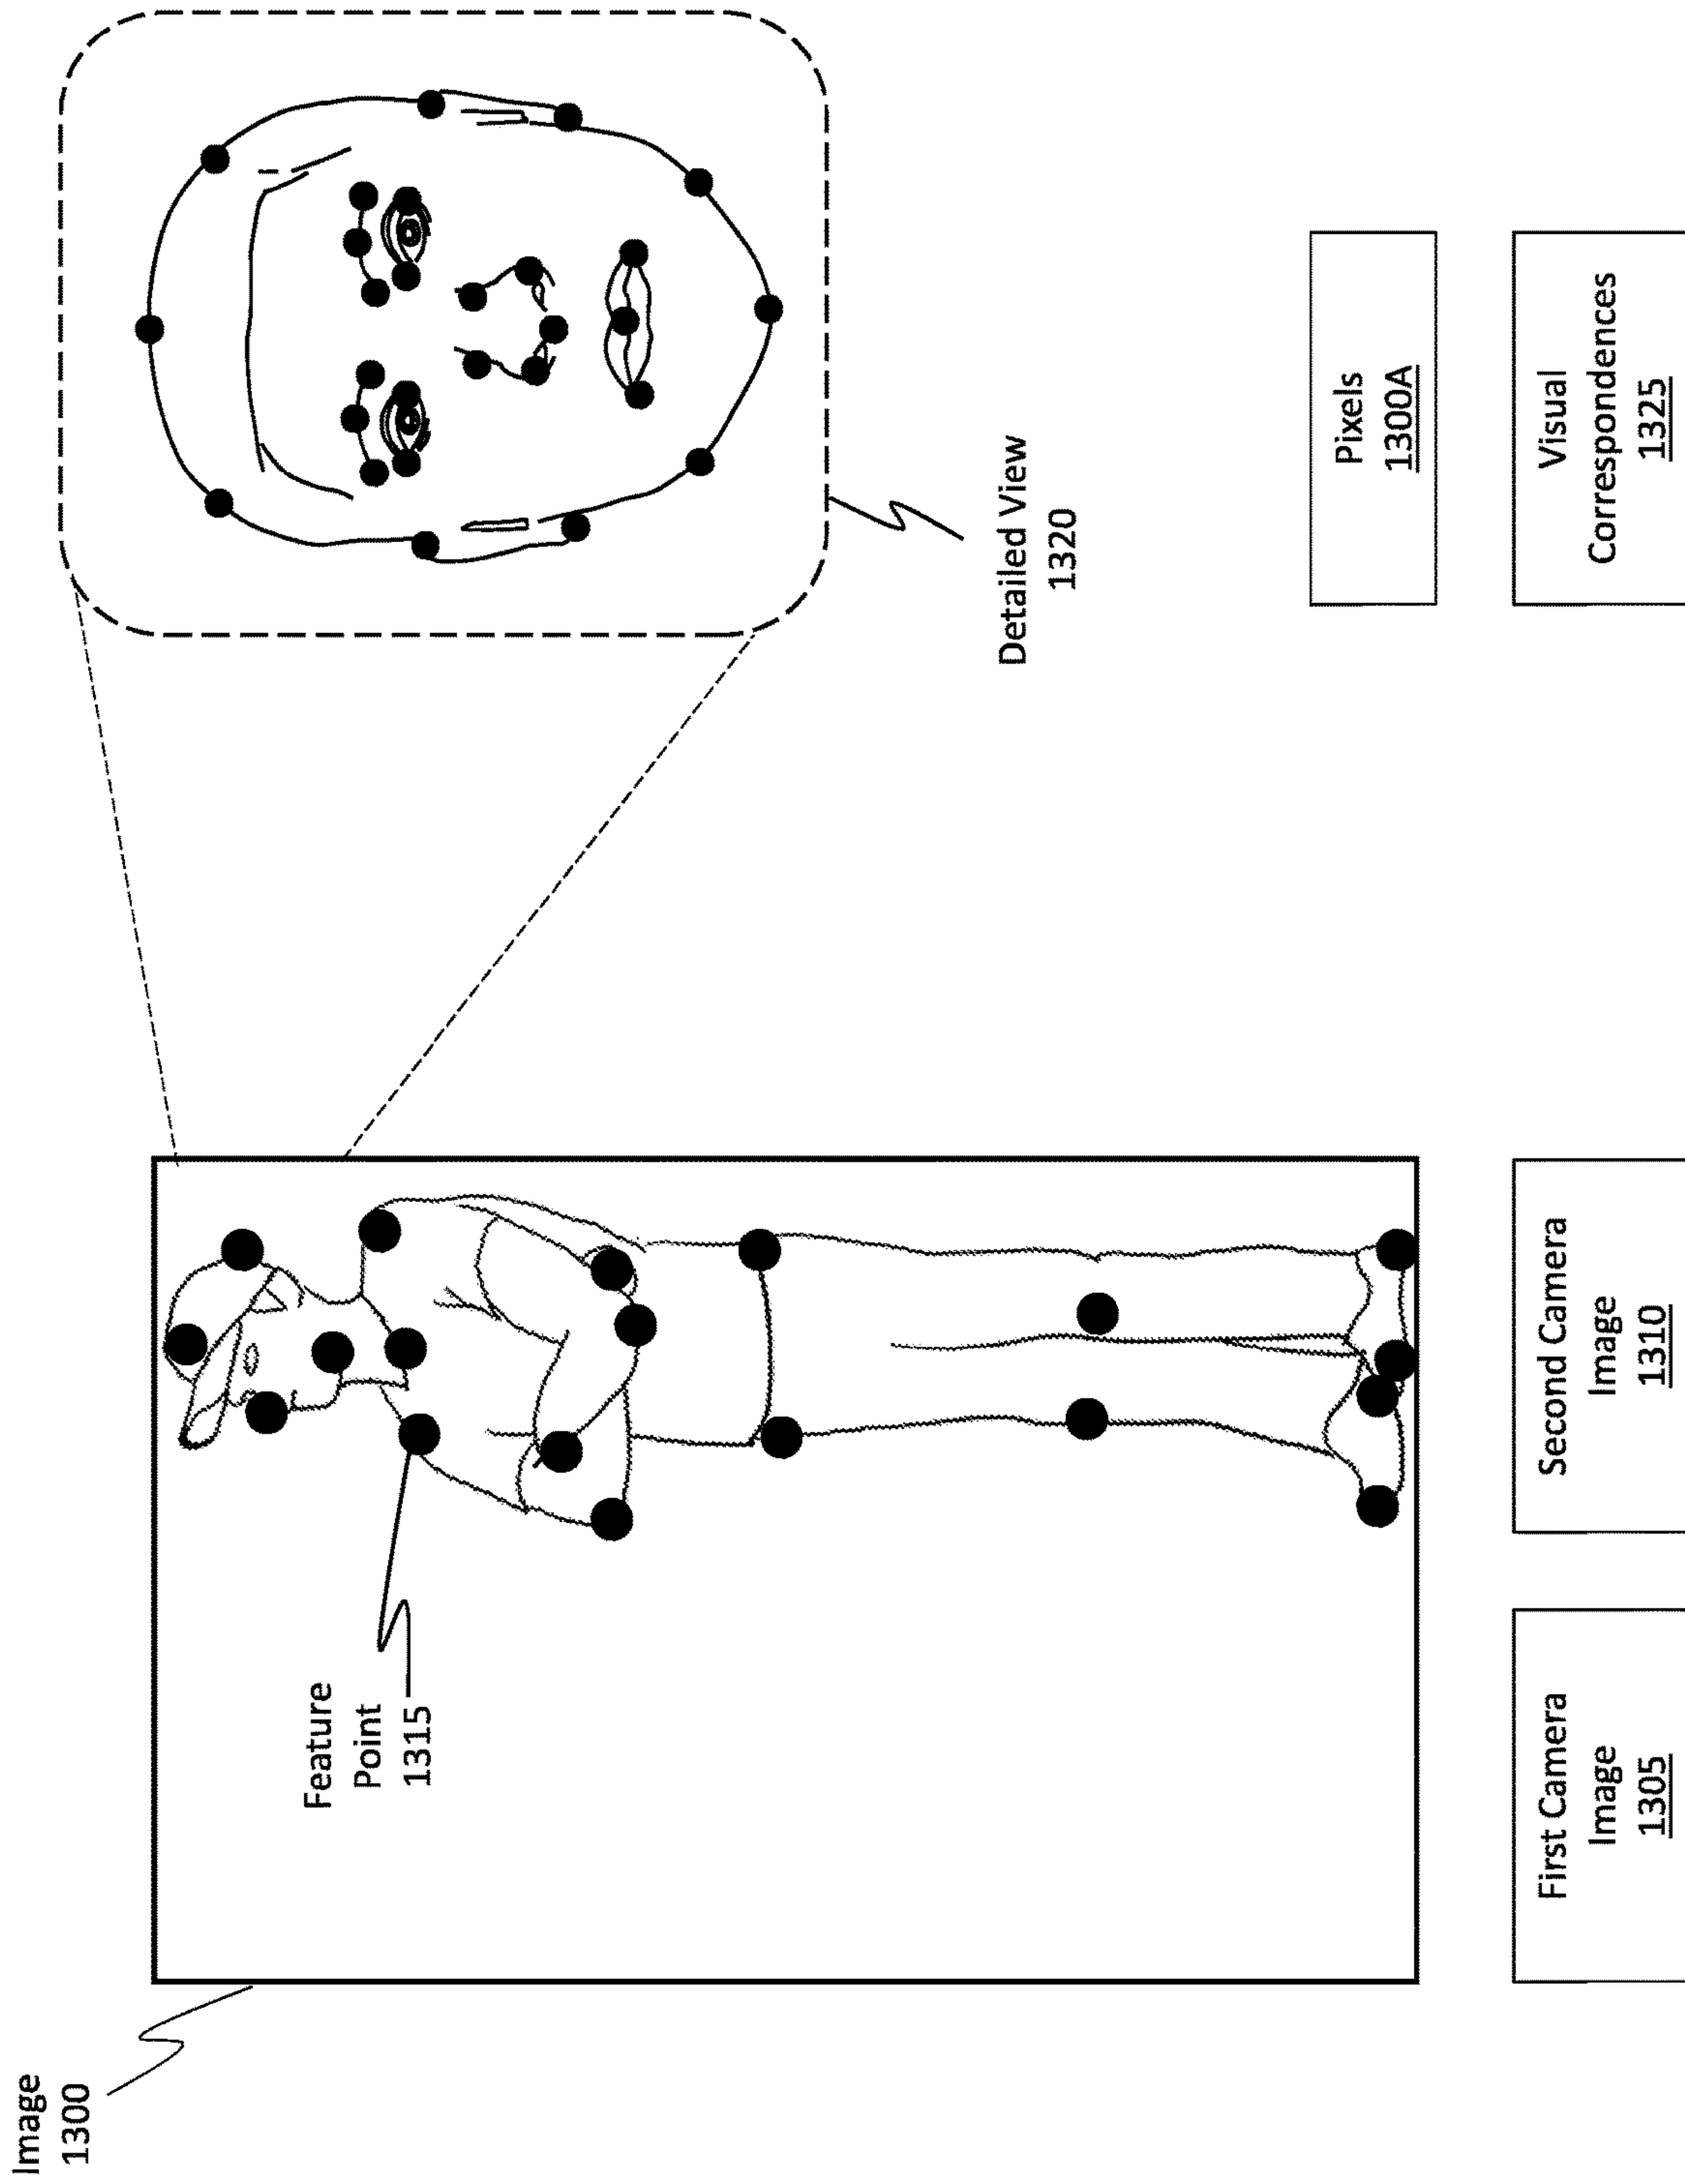 Image
1300
Feature
Point
1315
Detailed View
1320
First Camera
Image
1305
Second Camera
Image
1310
Pixels
1300A
Visual
Correspondences
1325